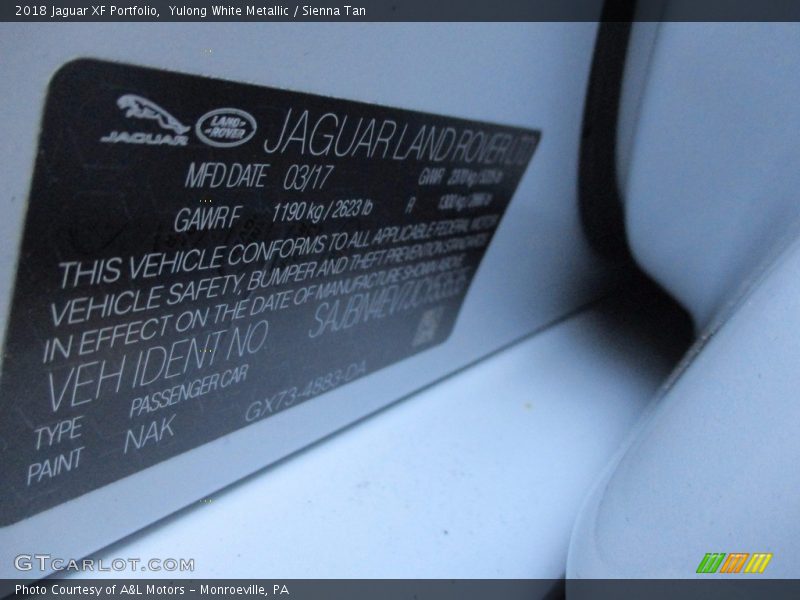 2018 Jaguar XF Portfolio,  Yulong White Metallic / Sienna Tan
JAGUAR LAND ROVER JAGUAR LAND ROVER LTD
MFD DATE 03/17 GWR
GAWR F 1190 kg / 2623 lb R
THIS VEHICLE CONFORMS TO ALL APPLICABLE FEDERAL MOTOR
VEHICLE SAFETY, BUMPER AND THEFT PREVENTION STANDARDS
IN EFFECT ON THE DATE OF MANUFACTURE SHOWN ABOVE
VEH IDENT NO
TYPE PASSENGER CAR
PAINT NAK GX73-4883-DA
GTCARLOT.COM
Photo Courtesy of A&L Motors - Monroeville, PA